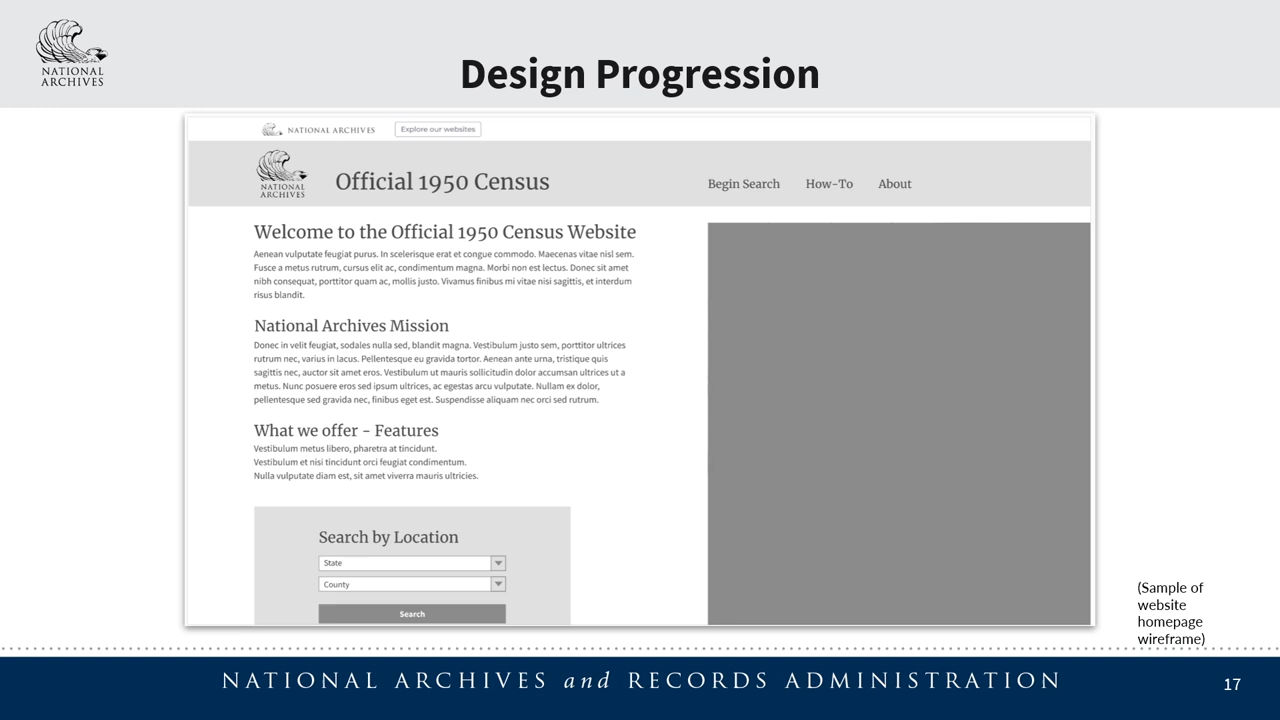 NATIONAL
ARCHIVES
Design Progression
NATIONAL ARCHIVES
Explore our websites
NATIONAL
ARCHIVES
Official 1950 Census
Begin Search
How-To
About
Welcome to the Official 1950 Census Website
Aenean vulputate feugiat purus. In scelerisque erat et congue commodo. Maecenas vitae nisl sem.
Fusce a metus rutrum, cursus elit ac, condimentum magna. Morbi non est lectus. Donec sit amet
nibh consequat, porttitor quam ac, mollis justo. Vivamus finibus mi vitae nisi sagittis, et interdum
risus blandit.
National Archives Mission
Donec in velit feugiat, sodales nulla sed, blandit magna. Vestibulum justo sem, porttitor ultrices
rutrum nec, varius in lacus. Pellentesque eu gravida tortor. Aenean ante urna, tristique quis
sagittis nec, auctor sit amet eros. Vestibulum ut mauris sollicitudin dolor accumsan ultrices ut a
metus. Nunc posuere eros sed ipsum ultrices, ac egestas arcu vulputate. Nullam ex dolor,
pellentesque sed gravida nec, finibus eget est. Suspendisse aliquam nec orci sed rutrum.
What we offer - Features
Vestibulum metus libero, pharetra at tincidunt.
Vestibulum et nisi tincidunt orci feugiat condimentum.
Nulla vulputate diam est, sit amet viverra mauris ultricies.
Search by Location
State
County
Search
(Sample of
website
homepage
wireframe)
NATIONAL ARCHIVES and RECORDS ADMINISTRATION
17